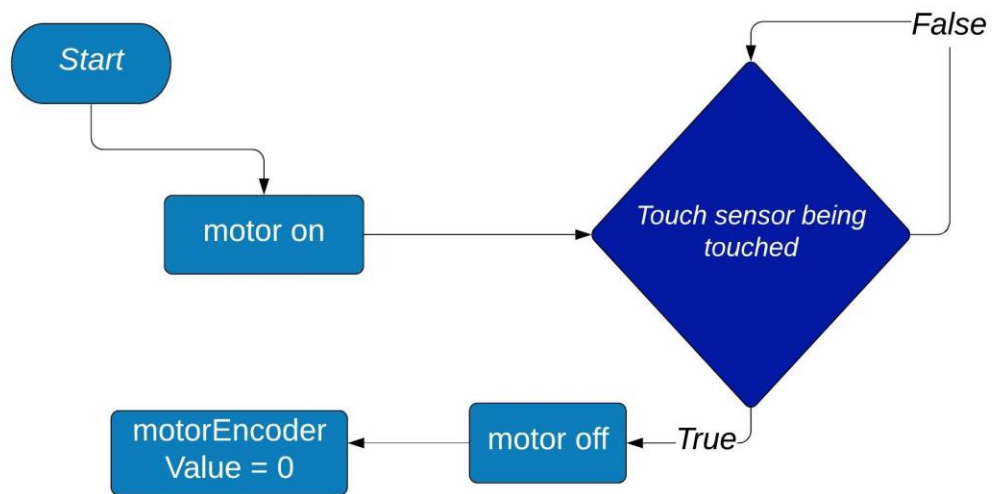 Start
motor on
Touch sensor being
touched
False
True
motor off
motorEncoder
Value = 0